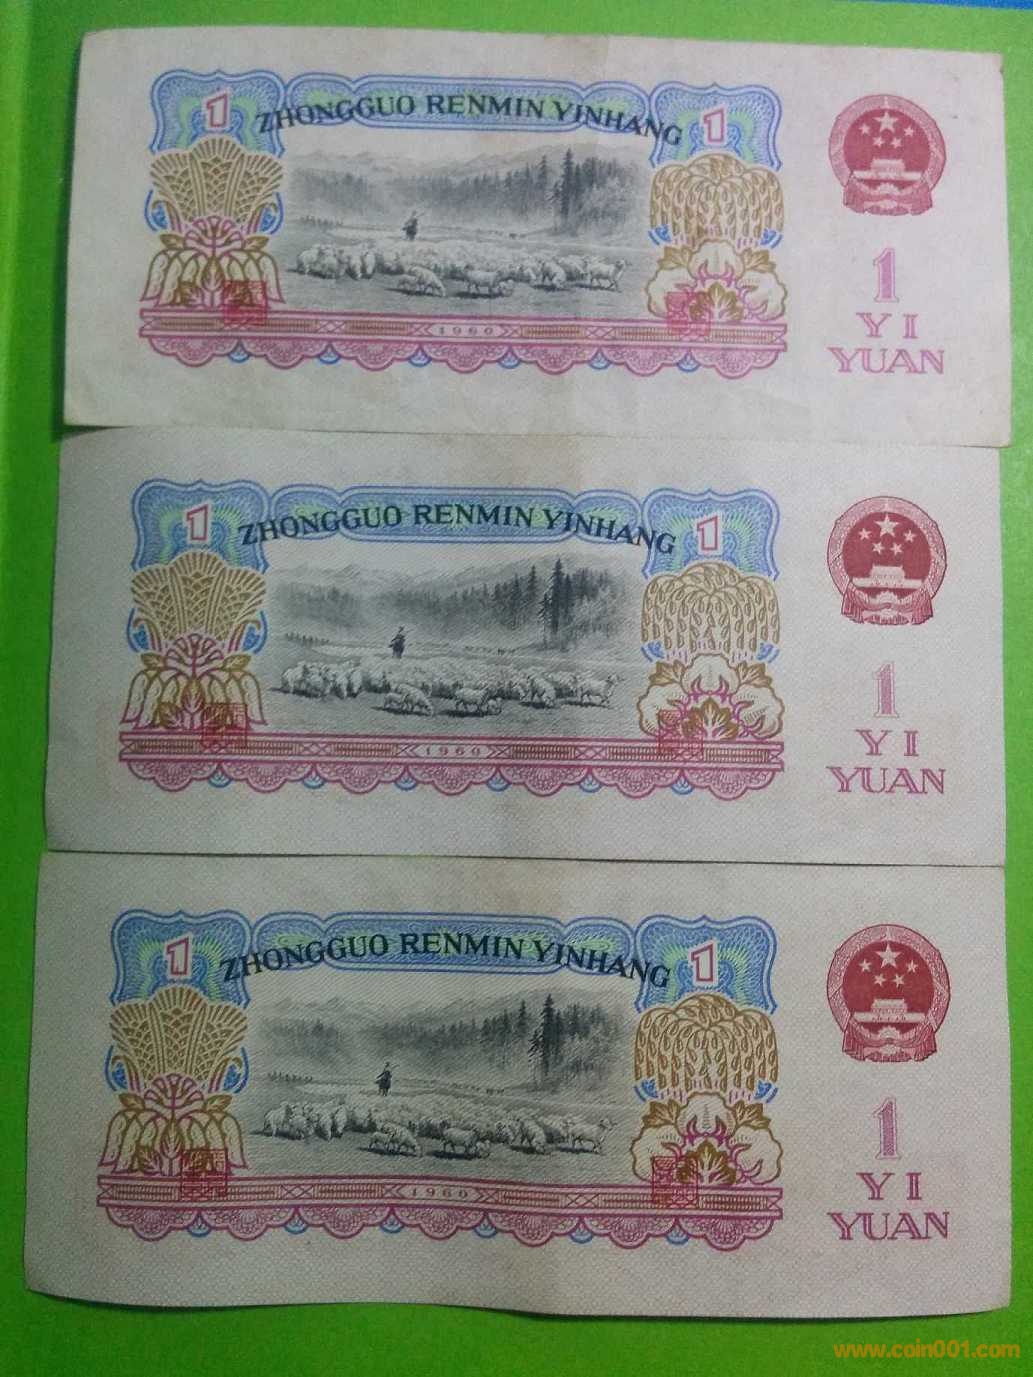 1 ZHONGGUO RENMIN YINHANG 1
1960
1
YI
YUAN
1 ZHONGGUO RENMIN YINHANG 1
1960
1
YI
YUAN
1 ZHONGGUO RENMIN YINHANG 1
1960
1
YI
YUAN
www.coin001.com